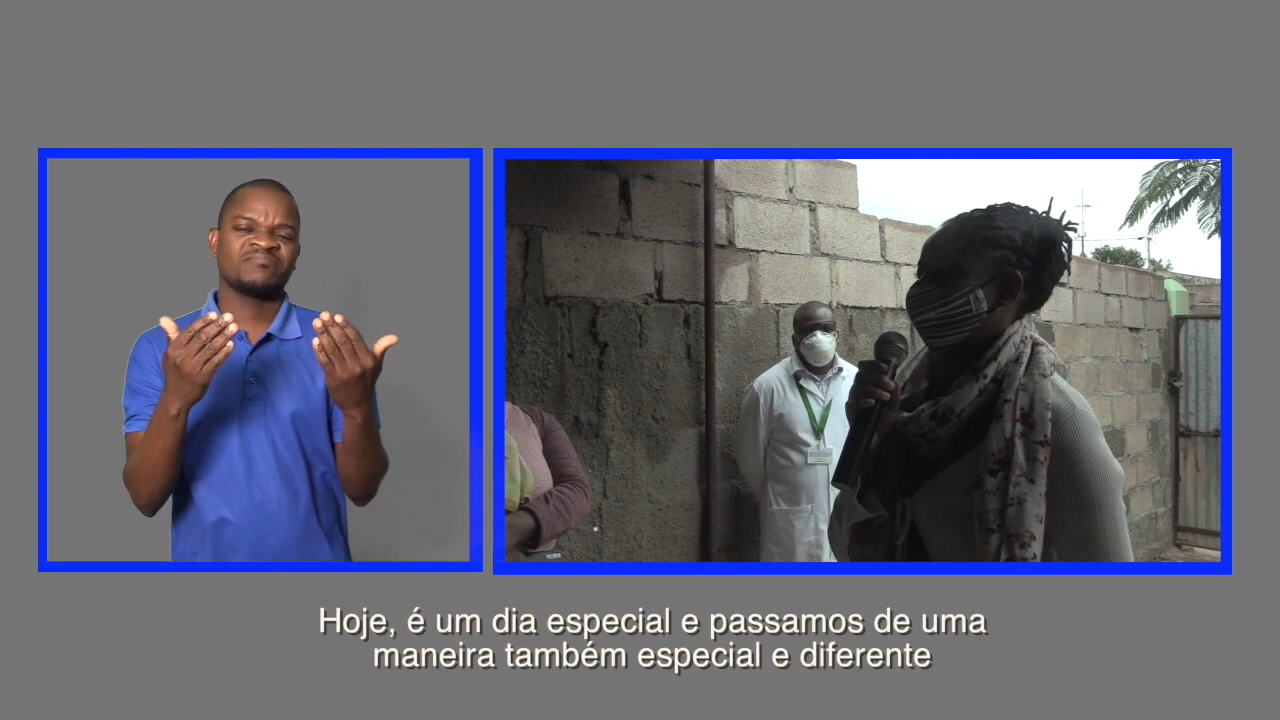 Hoje, é um dia especial e passamos de uma
maneira também especial e diferente